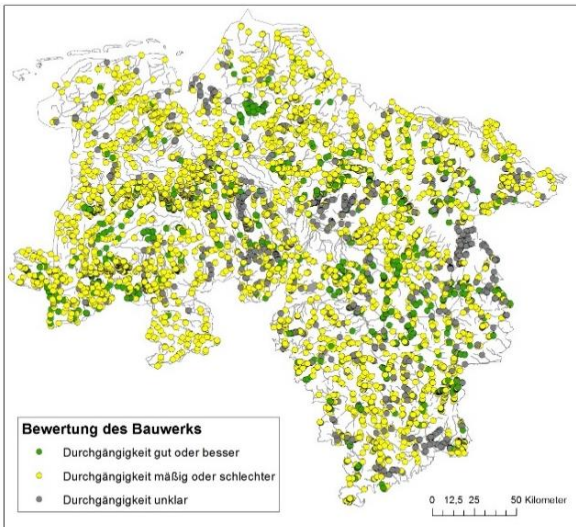 Bewertung des Bauwerks
Durchgängigkeit gut oder besser
Durchgängigkeit mäßig oder schlechter
Durchgängigkeit unklar
0 12,5 25 50 Kilometer